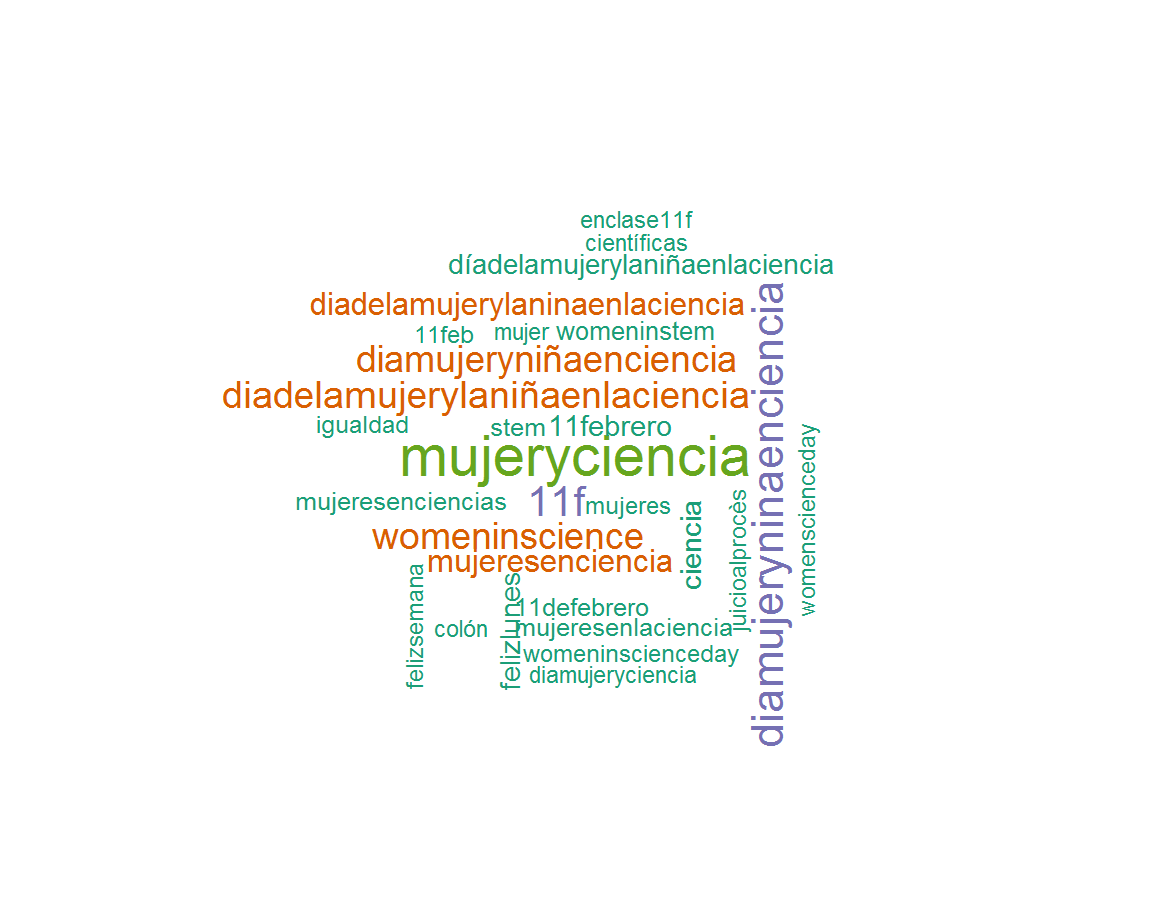 enclase11f
científicas
díadelamujerylaniñaenlaciencia
diadelamujerylaninaenlaciencia
11feb mujer womeninstem
diamujeryniñaenciencia
diadelamujerylaniñaenlaciencia
igualdad stem 11febrero
mujeryciencia
mujeresenciencias 11f mujeres
womeninscience
mujeresenciencia
ciencia
juicioalprocès
diamujeryninaenciencia
womenscienceday
felizsemana
colón
felizlunes
11defebrero
mujeresenlaciencia
womeninscienceday
diamujeryciencia